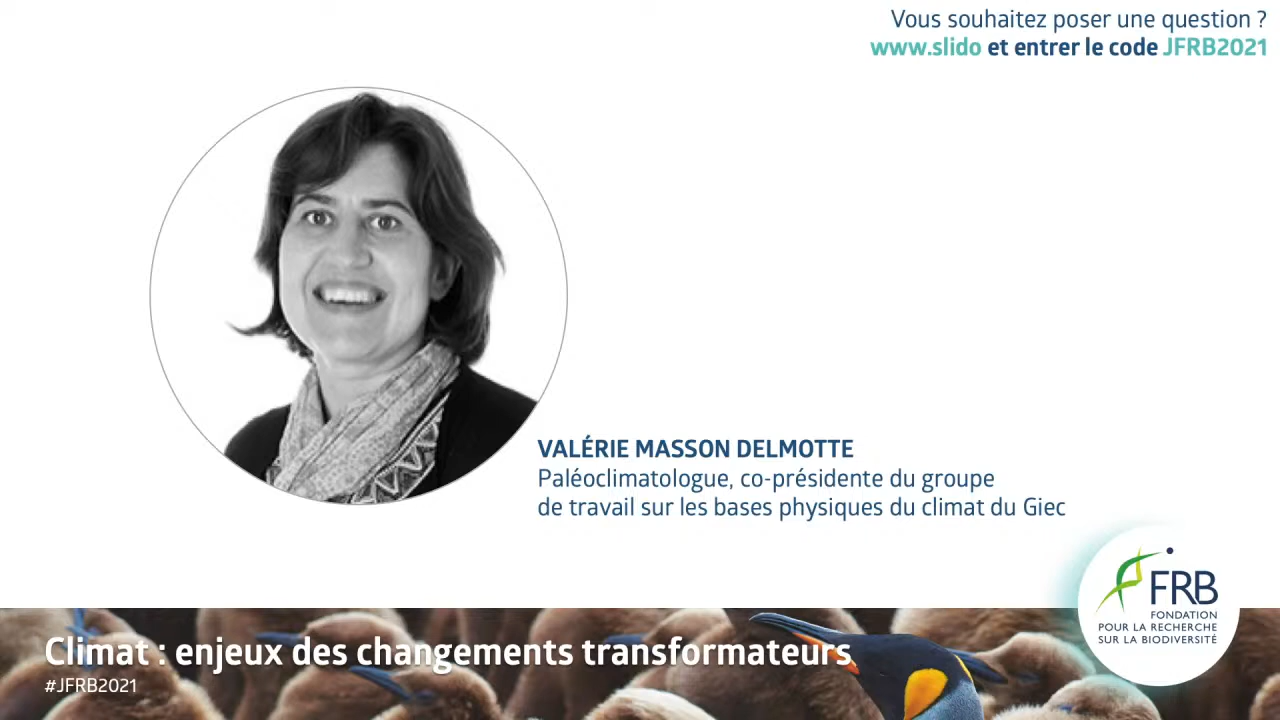 Vous souhaitez poser une question ?
www.slido et entrer le code JFRB2021
VALÉRIE MASSON DELMOTTE
Paléoclimatologue, co-présidente du groupe
de travail sur les bases physiques du climat du Giec
FRB
FONDATION
POUR LA RECHERCHE
SUR LA BIODIVERSITÉ
Climat : enjeux des changements transformateurs
#JFRB2021